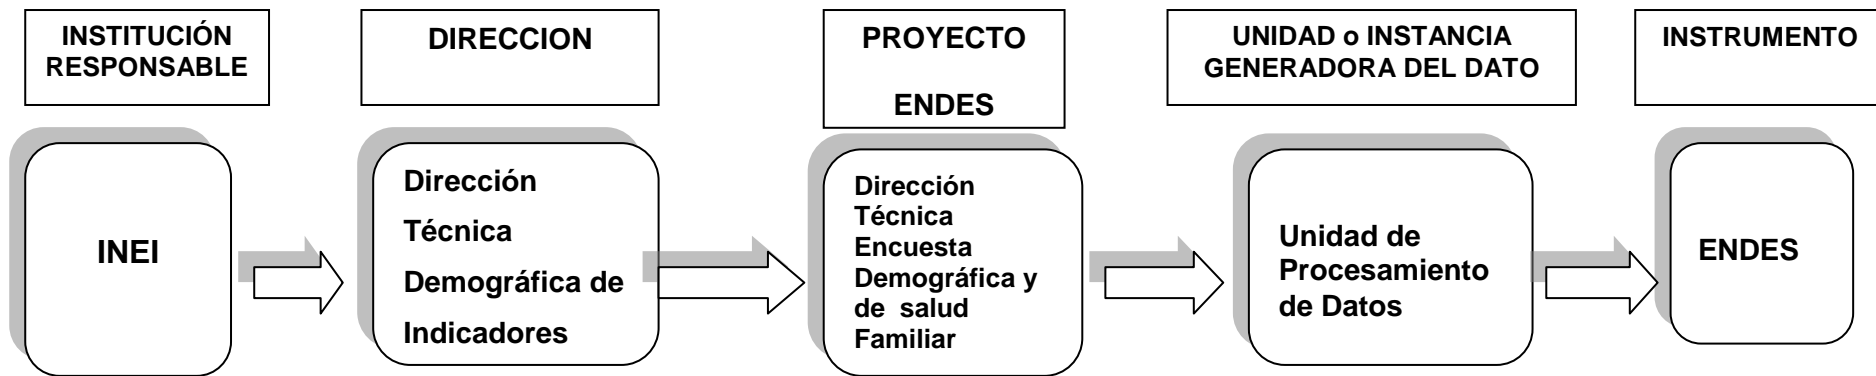 INSTITUCIÓN
RESPONSABLE
DIRECCION
PROYECTO
ENDES
UNIDAD o INSTANCIA
GENERADORA DEL DATO
INSTRUMENTO
INEI
Dirección
Técnica
Demográfica de
Indicadores
Dirección
Técnica
Encuesta
Demográfica y
de salud
Familiar
Unidad de
Procesamiento
de Datos
ENDES